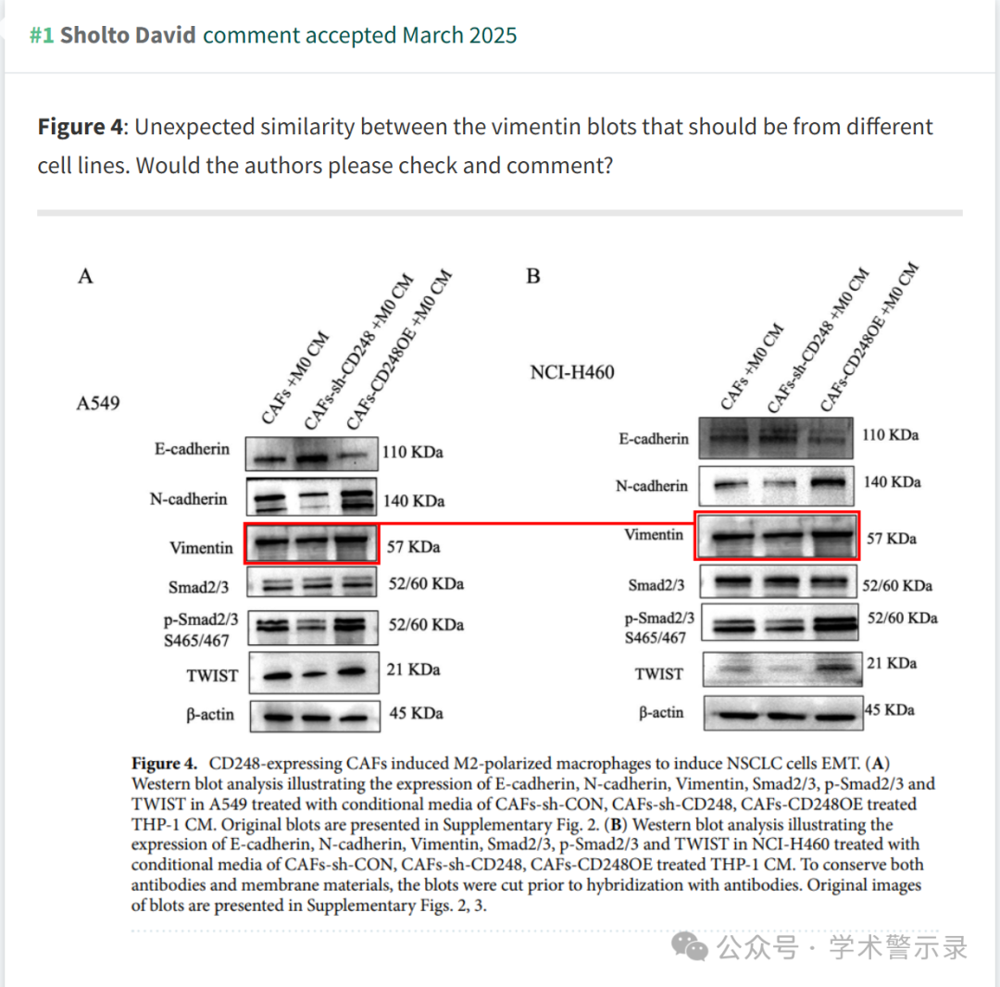 #1 Sholto David comment accepted March 2025
Figure 4: Unexpected similarity between the vimentin blots that should be from different
cell lines. Would the authors please check and comment?
A
B
CAFs +M0 CM
CAFs-sh-CD248 +M0 CM
CAFs-CD248OE +M0 CM
CAFs +M0 CM
CAFs-sh-CD248 +M0 CM
CAFs-CD248OE +M0 CM
A549
NCI-H460
E-cadherin 110 KDa
N-cadherin 140 KDa
Vimentin 57 KDa
Smad2/3 52/60 KDa
p-Smad2/3 52/60 KDa
S465/467
TWIST 21 KDa
β-actin 45 KDa
E-cadherin 110 KDa
N-cadherin 140 KDa
Vimentin 57 KDa
Smad2/3 52/60 KDa
p-Smad2/3 52/60 KDa
S465/467
TWIST 21 KDa
β-actin 45 KDa
Figure 4. CD248-expressing CAFs induced M2-polarized macrophages to induce NSCLC cells EMT. (A)
Western blot analysis illustrating the expression of E-cadherin, N-cadherin, Vimentin, Smad2/3, p-Smad2/3 and
TWIST in A549 treated with conditional media of CAFs-sh-CON, CAFs-sh-CD248, CAFs-CD248OE treated
THP-1 CM. Original blots are presented in Supplementary Fig. 2. (B) Western blot analysis illustrating the
expression of E-cadherin, N-cadherin, Vimentin, Smad2/3, p-Smad2/3 and TWIST in NCI-H460 treated with
conditional media of CAFs-sh-CON, CAFs-sh-CD248, CAFs-CD248OE treated THP-1 CM. To conserve both
antibodies and membrane materials, the blots were cut prior to hybridization with antibodies. Original images
of blots are presented in Supplementary Figs. 2, 3.
公众号 · 学术警示录